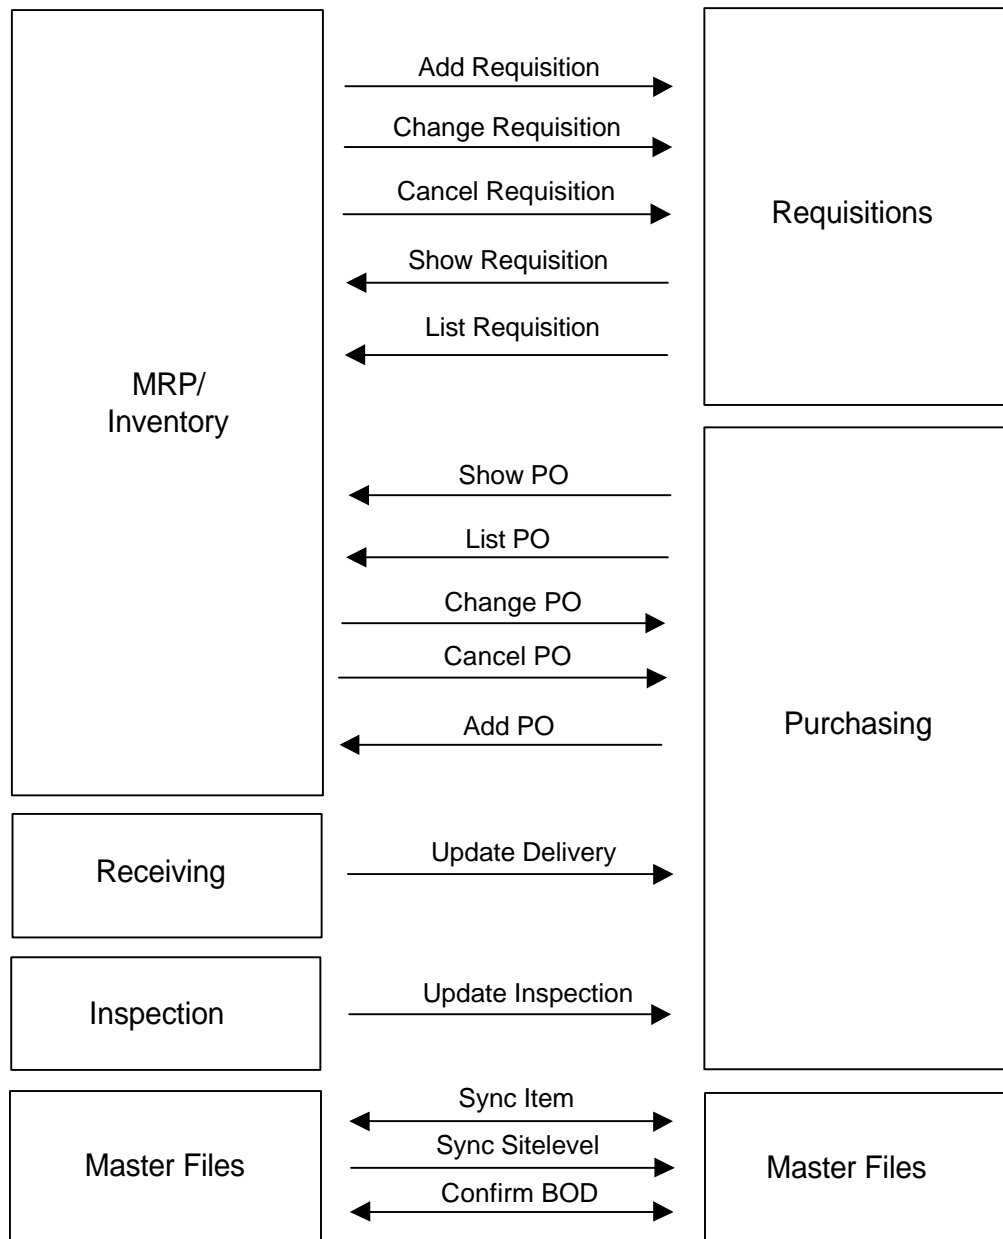 Add Requisition
Change Requisition
Cancel Requisition
Show Requisition
List Requisition
Requisitions
MRP/
Inventory
Show PO
List PO
Change PO
Cancel PO
Add PO
Purchasing
Receiving
Update Delivery
Inspection
Update Inspection
Master Files
Sync Item
Sync Sitelevel
Confirm BOD
Master Files